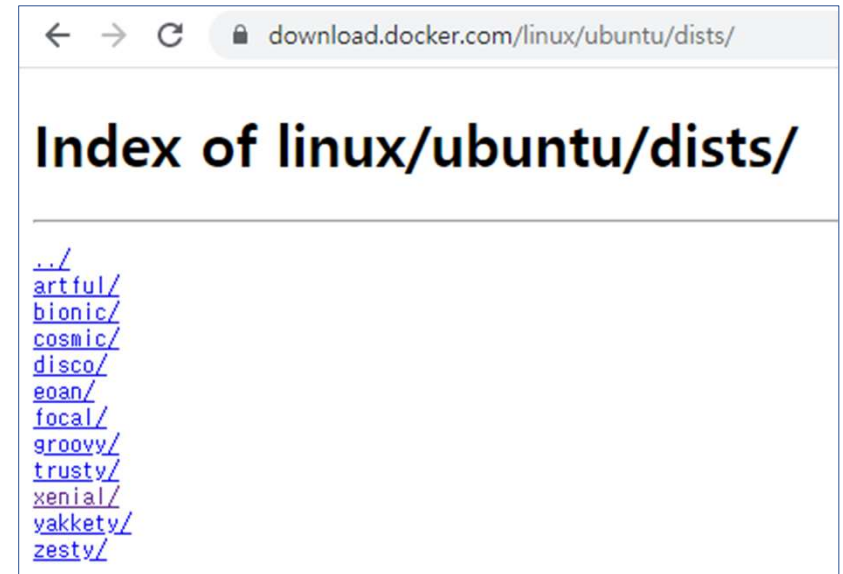 download.docker.com/linux/ubuntu/dists/
Index of linux/ubuntu/dists/
../
artful/
bionic/
cosmic/
disco/
eoan/
focal/
groovy/
trusty/
xenial/
yakkety/
zesty/